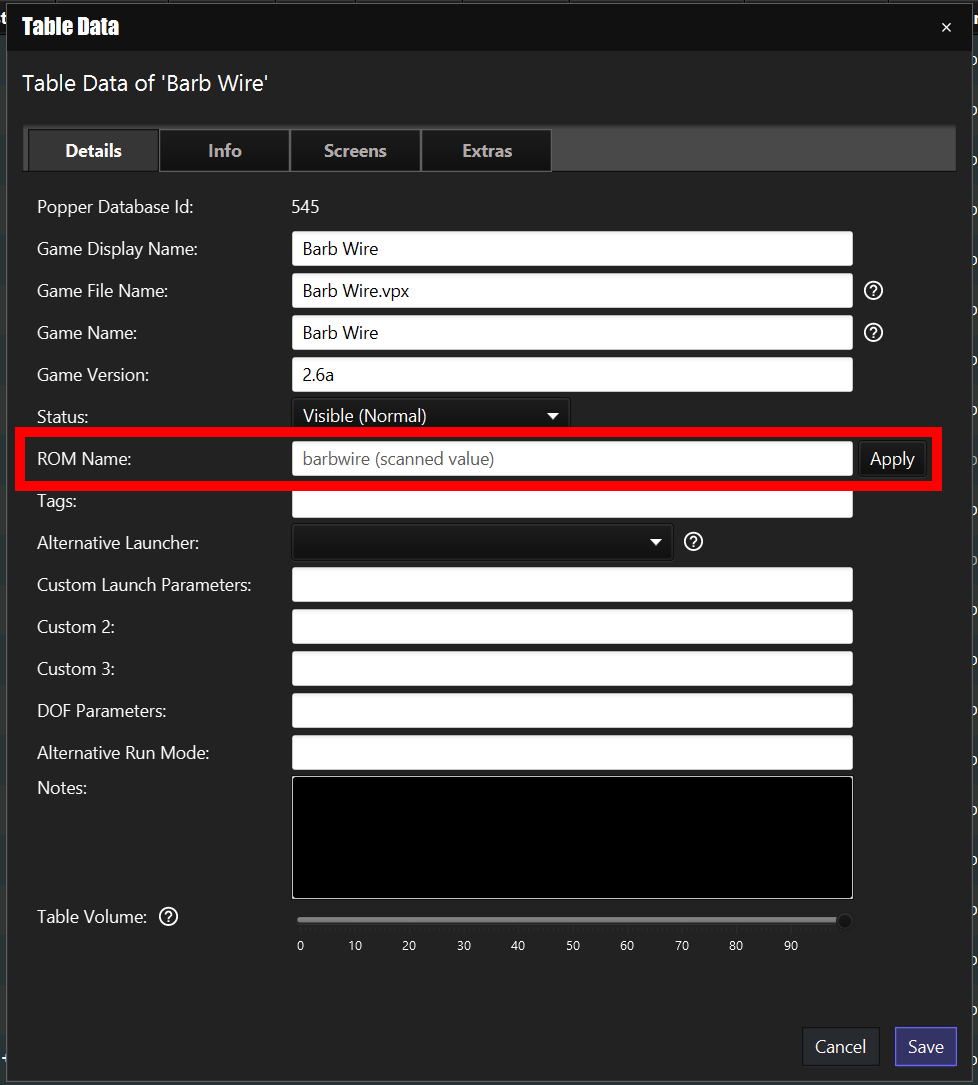 Table Data
×
Table Data of 'Barb Wire'
Details Info Screens Extras
Popper Database Id: 545
Game Display Name: Barb Wire
Game File Name: Barb Wire.vpx ?
Game Name: Barb Wire ?
Game Version: 2.6a
Status: Visible (Normal)
ROM Name: barbwire (scanned value) Apply
Tags:
Alternative Launcher: ?
Custom Launch Parameters:
Custom 2:
Custom 3:
DOF Parameters:
Alternative Run Mode:
Notes:
Table Volume: ?
0 10 20 30 40 50 60 70 80 90
Cancel Save